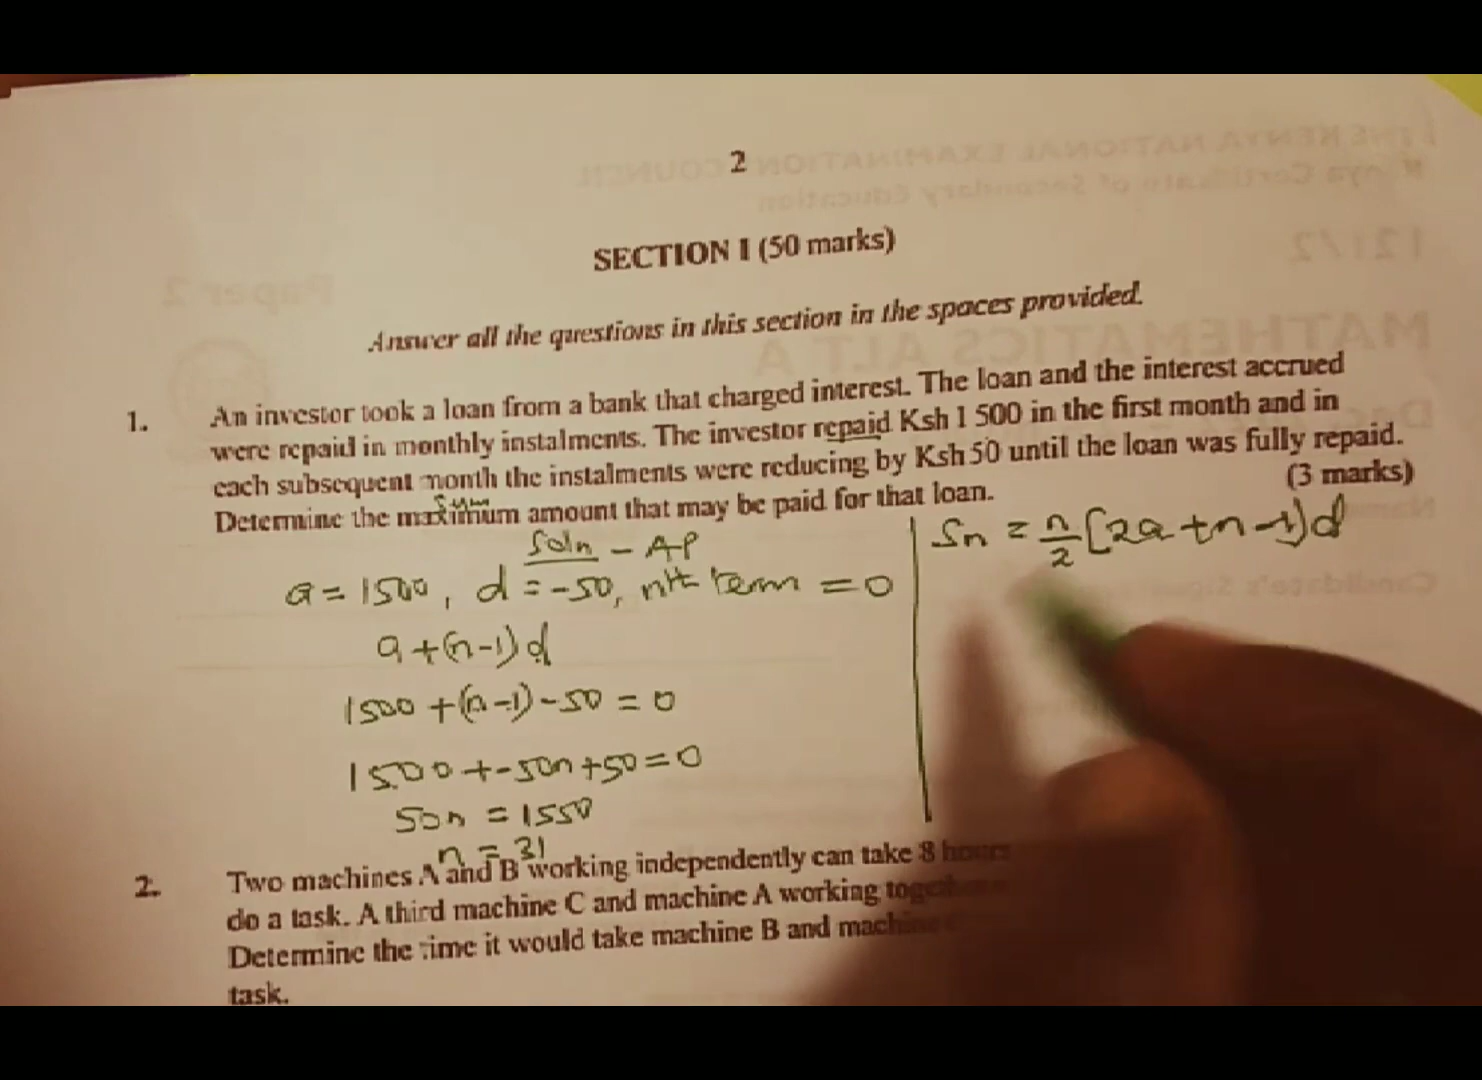 2
SECTION I (50 marks)
Answer all the questions in this section in the spaces provided.
1. An investor took a loan from a bank that charged interest. The loan and the interest accrued
were repaid in monthly instalments. The investor repaid Ksh 1 500 in the first month and in
each subsequent month the instalments were reducing by Ksh 50 until the loan was fully repaid.
Determine the maximum amount that may be paid for that loan. (3 marks)
Sum
Soln - AP
a = 1500, d = -50, nth term = 0
a + (n-1) d
1500 + (n-1) -50 = 0
1500 + -50n + 50 = 0
50n = 1550
n = 31
Sn = n/2 [2a + n - 1) d
2. Two machines A and B working independently can take 8 hours
do a task. A third machine C and machine A working together
Determine the time it would take machine B and machine
task.